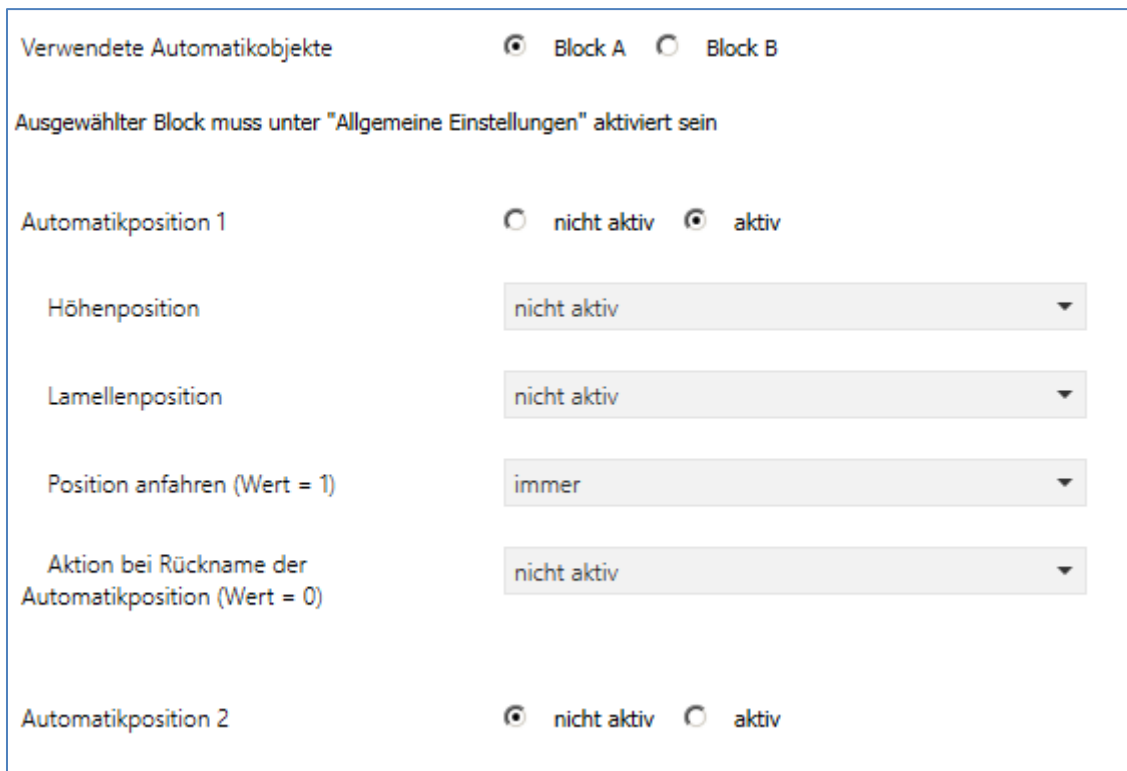 Verwendete Automatikobjekte Block A Block B
Ausgewählter Block muss unter "Allgemeine Einstellungen" aktiviert sein
Automatikposition 1 nicht aktiv aktiv
Höhenposition nicht aktiv
Lamellenposition nicht aktiv
Position anfahren (Wert = 1) immer
Aktion bei Rückname der
Automatikposition (Wert = 0) nicht aktiv
Automatikposition 2 nicht aktiv aktiv